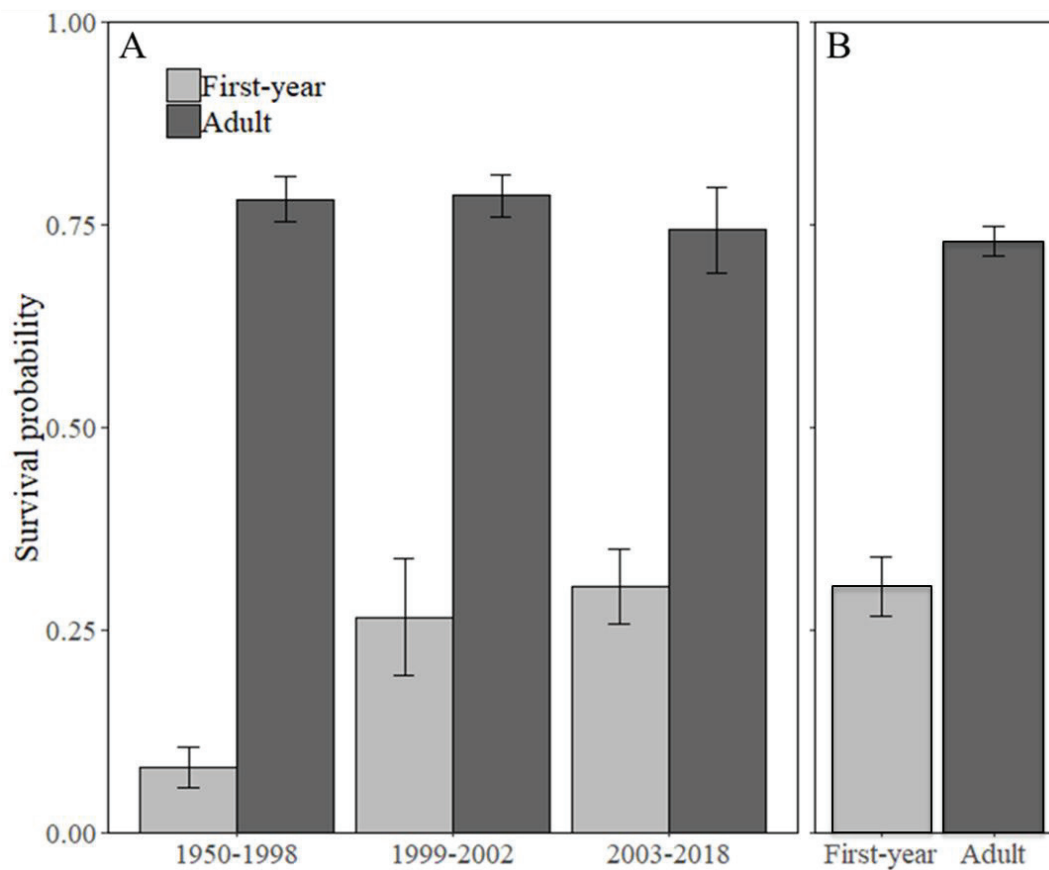 A
B
First-year
Adult
Survival probability
1.00
0.75
0.50
0.25
0.00
1950-1998
1999-2002
2003-2018
First-year
Adult